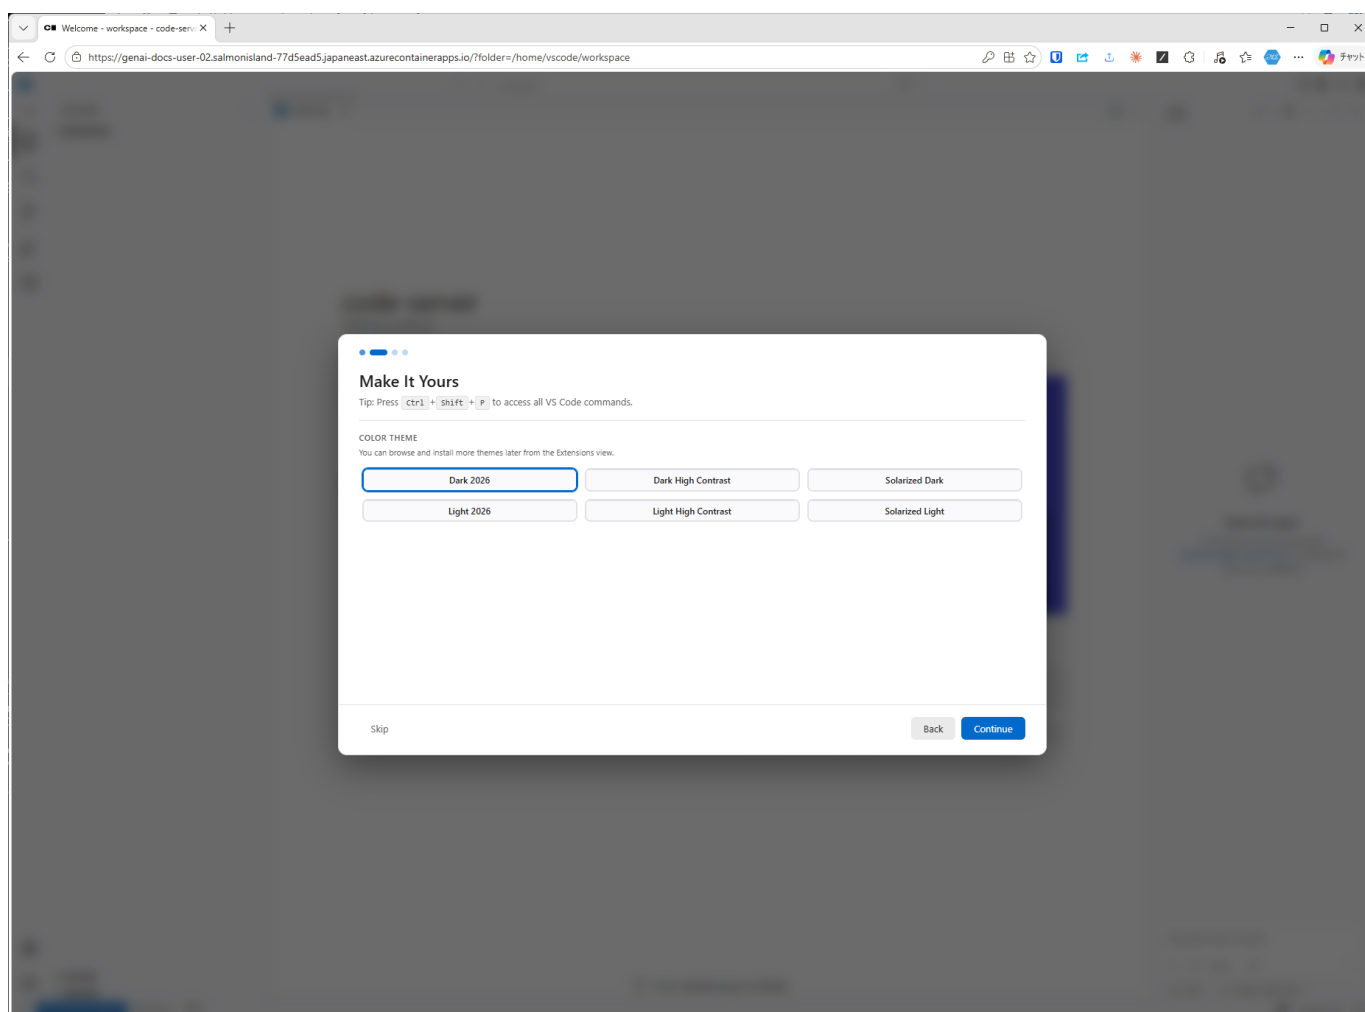 Welcome - workspace - code-serv
https://genai-docs-user-02.salmonisland-77d5ead5.japaneast.azurecontainerapps.io/?folder=/home/vscode/workspace
チャット
code-server
Make It Yours
Tip: Press Ctrl + Shift + P to access all VS Code commands.
COLOR THEME
You can browse and install more themes later from the Extensions view.
Dark 2026
Dark High Contrast
Solarized Dark
Light 2026
Light High Contrast
Solarized Light
Skip
Back
Continue